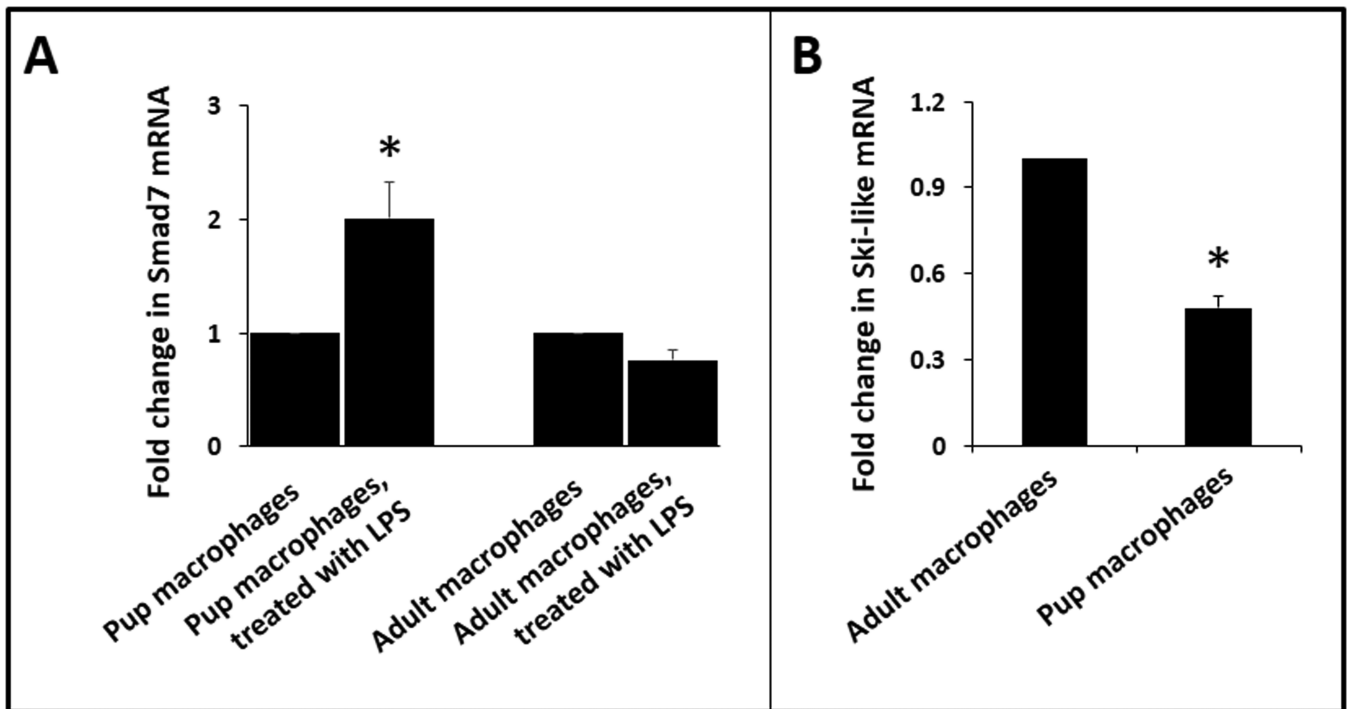 A
Fold change in Smad7 mRNA
3
2
1
0
*
Pup macrophages
Pup macrophages,
treated with LPS
Adult macrophages
Adult macrophages,
treated with LPS
B
Fold change in Ski-like mRNA
1.2
0.9
0.6
0.3
0
*
Adult macrophages
Pup macrophages